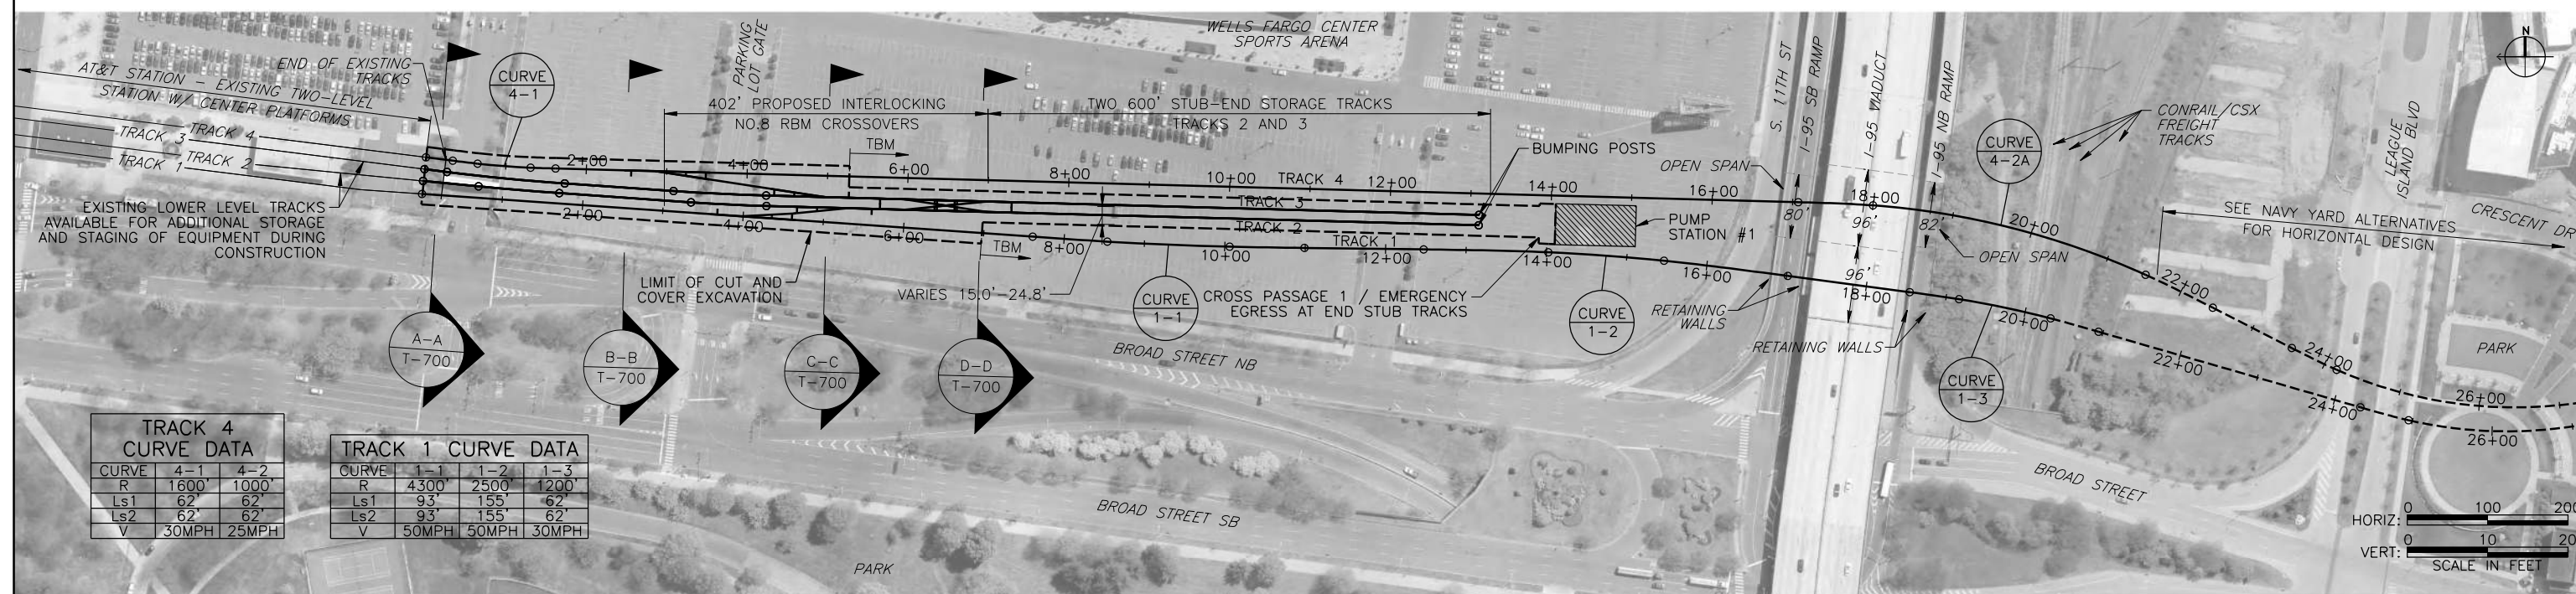 WELLS FARGO CENTER
SPORTS ARENA
N
AT&T STATION - EXISTING TWO-LEVEL
STATION W/ CENTER PLATFORMS
END OF EXISTING
TRACKS
CURVE
4-1
PARKING
LOT GATE
402' PROPOSED INTERLOCKING
NO.8 RBM CROSSOVERS
TWO 600' STUB-END STORAGE TRACKS
TRACKS 2 AND 3
S. 11TH ST
I-95 SB RAMP
I-95 VIADUCT
I-95 NB RAMP
CURVE
4-2A
CONRAIL/CSX
FREIGHT
TRACKS
LEAGUE
ISLAND BLVD
TRACK 3
TRACK 4
TRACK 1
TRACK 2
TBM
BUMPING POSTS
OPEN SPAN
2+00
4+00
6+00
8+00
10+00
TRACK 4
12+00
14+00
16+00
18+00
20+00
22+00
24+00
26+00
TRACK 3
TRACK 2
TRACK 1
PUMP
STATION #1
80'
96'
82'
96'
OPEN SPAN
SEE NAVY YARD ALTERNATIVES
FOR HORIZONTAL DESIGN
CRESCENT DR
EXISTING LOWER LEVEL TRACKS
AVAILABLE FOR ADDITIONAL STORAGE
AND STAGING OF EQUIPMENT DURING
CONSTRUCTION
2+00
4+00
6+00
TBM
8+00
10+00
12+00
14+00
16+00
18+00
20+00
22+00
24+00
26+00
LIMIT OF CUT AND
COVER EXCAVATION
VARIES 15.0'-24.8'
CURVE
1-1
CROSS PASSAGE 1 / EMERGENCY
EGRESS AT END STUB TRACKS
CURVE
1-2
RETAINING
WALLS
RETAINING WALLS
CURVE
1-3
PARK
A-A
T-700
B-B
T-700
C-C
T-700
D-D
T-700
BROAD STREET NB
BROAD STREET SB
BROAD STREET
PARK
TRACK 4
CURVE DATA
CURVE 4-1 4-2
R 1600' 1000'
Ls1 62' 62'
Ls2 62' 62'
V 30MPH 25MPH
TRACK 1 CURVE DATA
CURVE 1-1 1-2 1-3
R 4300' 2500' 1200'
Ls1 93' 155' 62'
Ls2 93' 155' 62'
V 50MPH 50MPH 30MPH
HORIZ: 0 100 200
VERT: 0 10 20
SCALE IN FEET